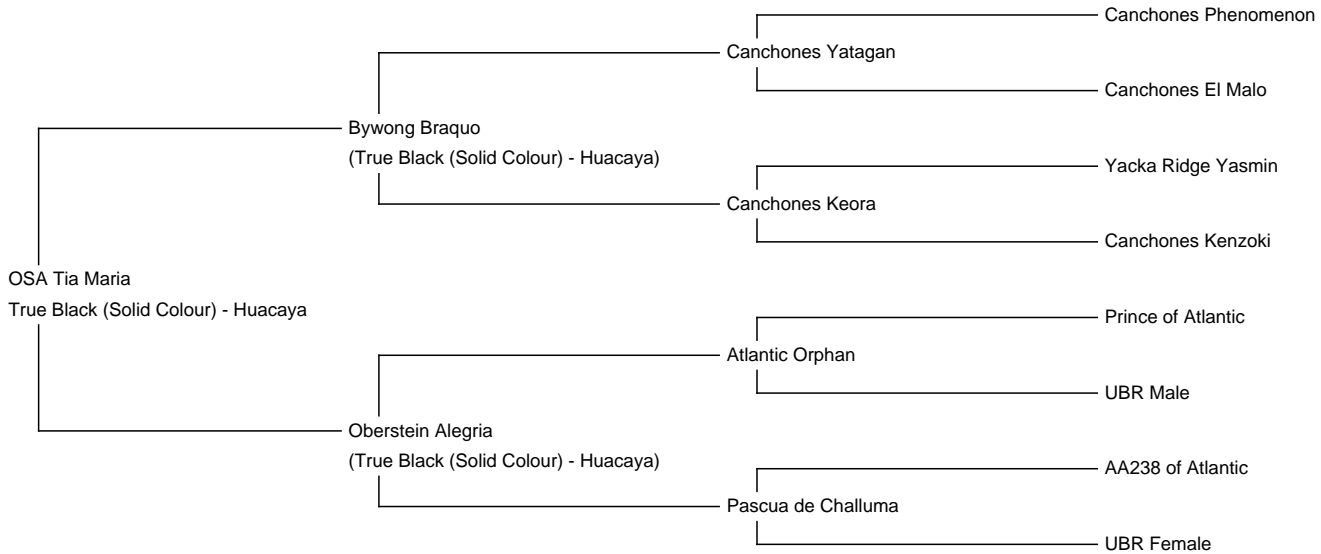 Canchones Phenomenon
Canchones Yatagan
Canchones El Malo
Bywong Braquo
(True Black (Solid Colour) - Huacaya)
Yacka Ridge Yasmin
Canchones Keora
Canchones Kenzoki
OSA Tia Maria
True Black (Solid Colour) - Huacaya
Prince of Atlantic
Atlantic Orphan
UBR Male
Oberstein Alegria
(True Black (Solid Colour) - Huacaya)
AA238 of Atlantic
Pascua de Challuma
UBR Female